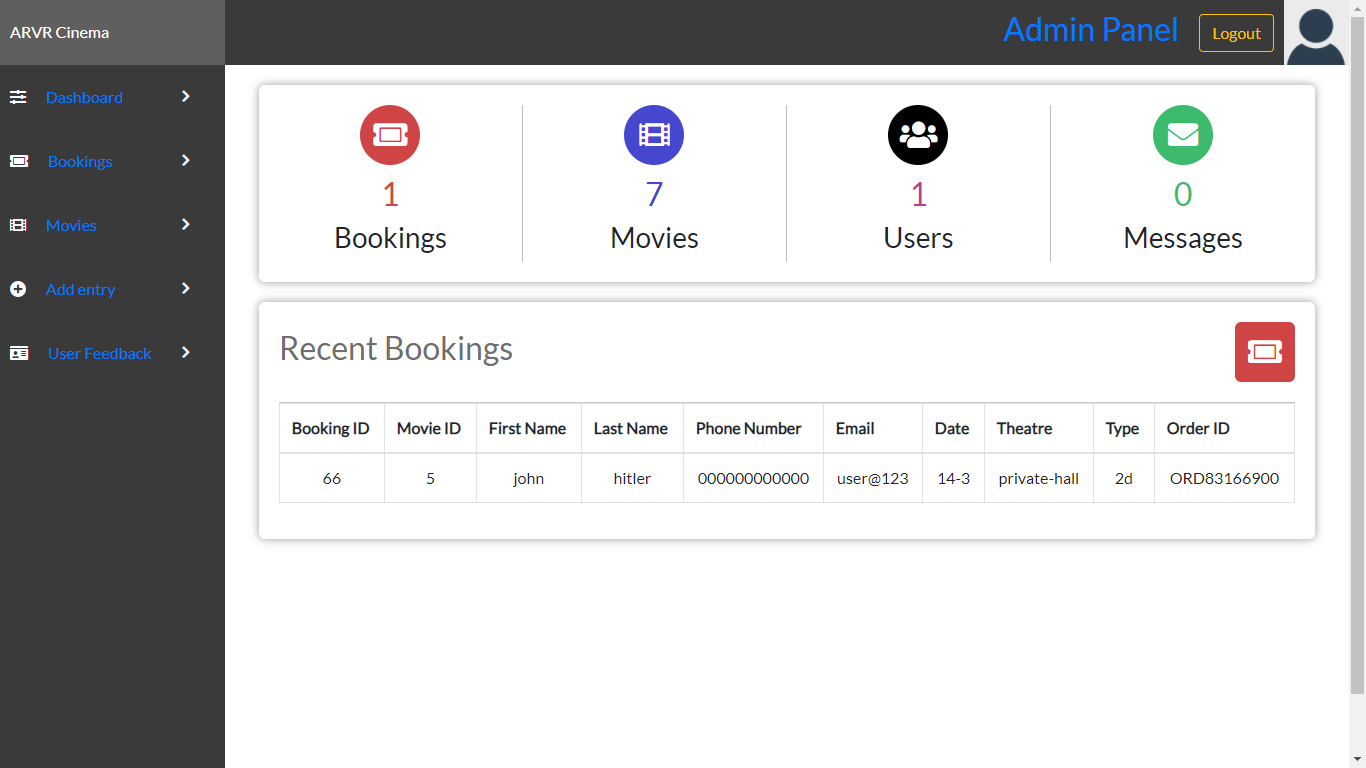 ARVR Cinema
Admin Panel
Logout
Dashboard
Bookings
Movies
Add entry
User Feedback
1 7 1 0
Bookings Movies Users Messages
Recent Bookings
Booking ID Movie ID First Name Last Name Phone Number Email Date Theatre Type Order ID
66 5 john hitler 000000000000 user@123 14-3 private-hall 2d ORD83166900